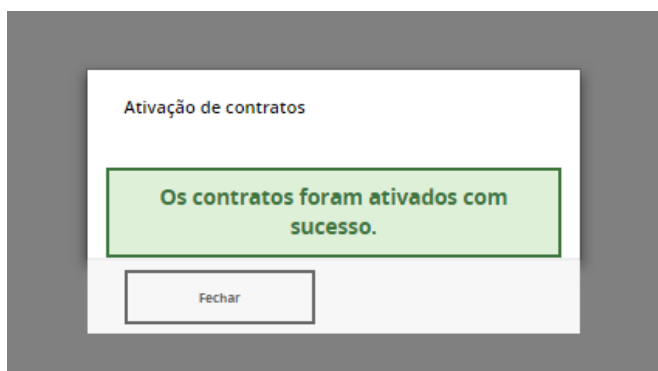 Ativação de contratos
Os contratos foram ativados com
sucesso.
Fechar